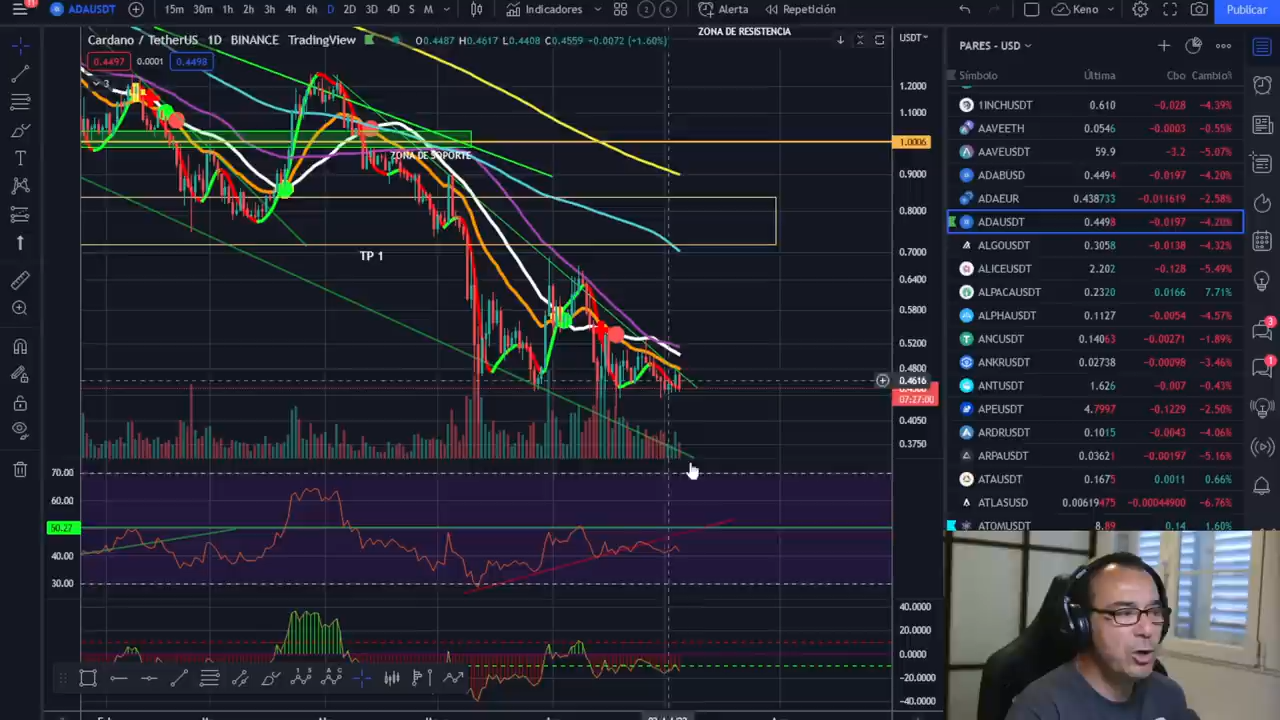 11
ADAUSDT
15m 30m 1h 2h 3h 4h 6h D 2D 3D 4D S M
Indicadores
2 8
Alerta
Repetición
Keno
Publicar
ZONA DE RESISTENCIA
Cardano / TetherUS 1D BINANCE TradingView
O0.4487 H0.4617 L0.4408 C0.4559 -0.0072 (+1.60%)
USDT
0.4497 0.0001 0.4498
3
1.2000
1.1000
1.0006
0.9000
0.8000
0.7000
0.6400
0.5800
0.5200
0.4800
0.4616
07:27:00
0.4050
0.3750
ZONA DE SOPORTE
TP 1
70.00
60.00
50.27
40.00
30.00
40.0000
20.0000
0.0000
-20.0000
-40.0000
PARES - USD
Símbolo Última Cbo Cambio%
1INCHUSDT 0.610 -0.028 -4.39%
AAVEETH 0.0546 -0.0003 -0.55%
AAVEUSDT 59.9 -3.2 -5.07%
ADABUSD 0.4494 -0.0197 -4.20%
ADAEUR 0.438733 -0.011619 -2.58%
ADAUSDT 0.4498 -0.0197 -4.20%
ALGOUSDT 0.3058 -0.0138 -4.32%
ALICEUSDT 2.202 -0.128 -5.49%
ALPACAUSDT 0.2320 0.0166 7.71%
ALPHAUSDT 0.1127 -0.0054 -4.57%
ANCUSDT 0.14063 -0.00098 -3.46%
ANKRUSDT 0.02738 -0.00098 -3.46%
ANTUSDT 1.626 -0.007 -0.43%
APEUSDT 4.7997 -0.1229 -2.50%
ARDRUSDT 0.1015 -0.0043 -4.06%
ARPAUSDT 0.03621 -0.00197 -5.16%
ATAUSDT 0.1675 0.0011 0.66%
ATLASUSD 0.00619475 -0.00044900 -6.76%
ATOMUSDT 8.89 0.14 1.60%
3
1